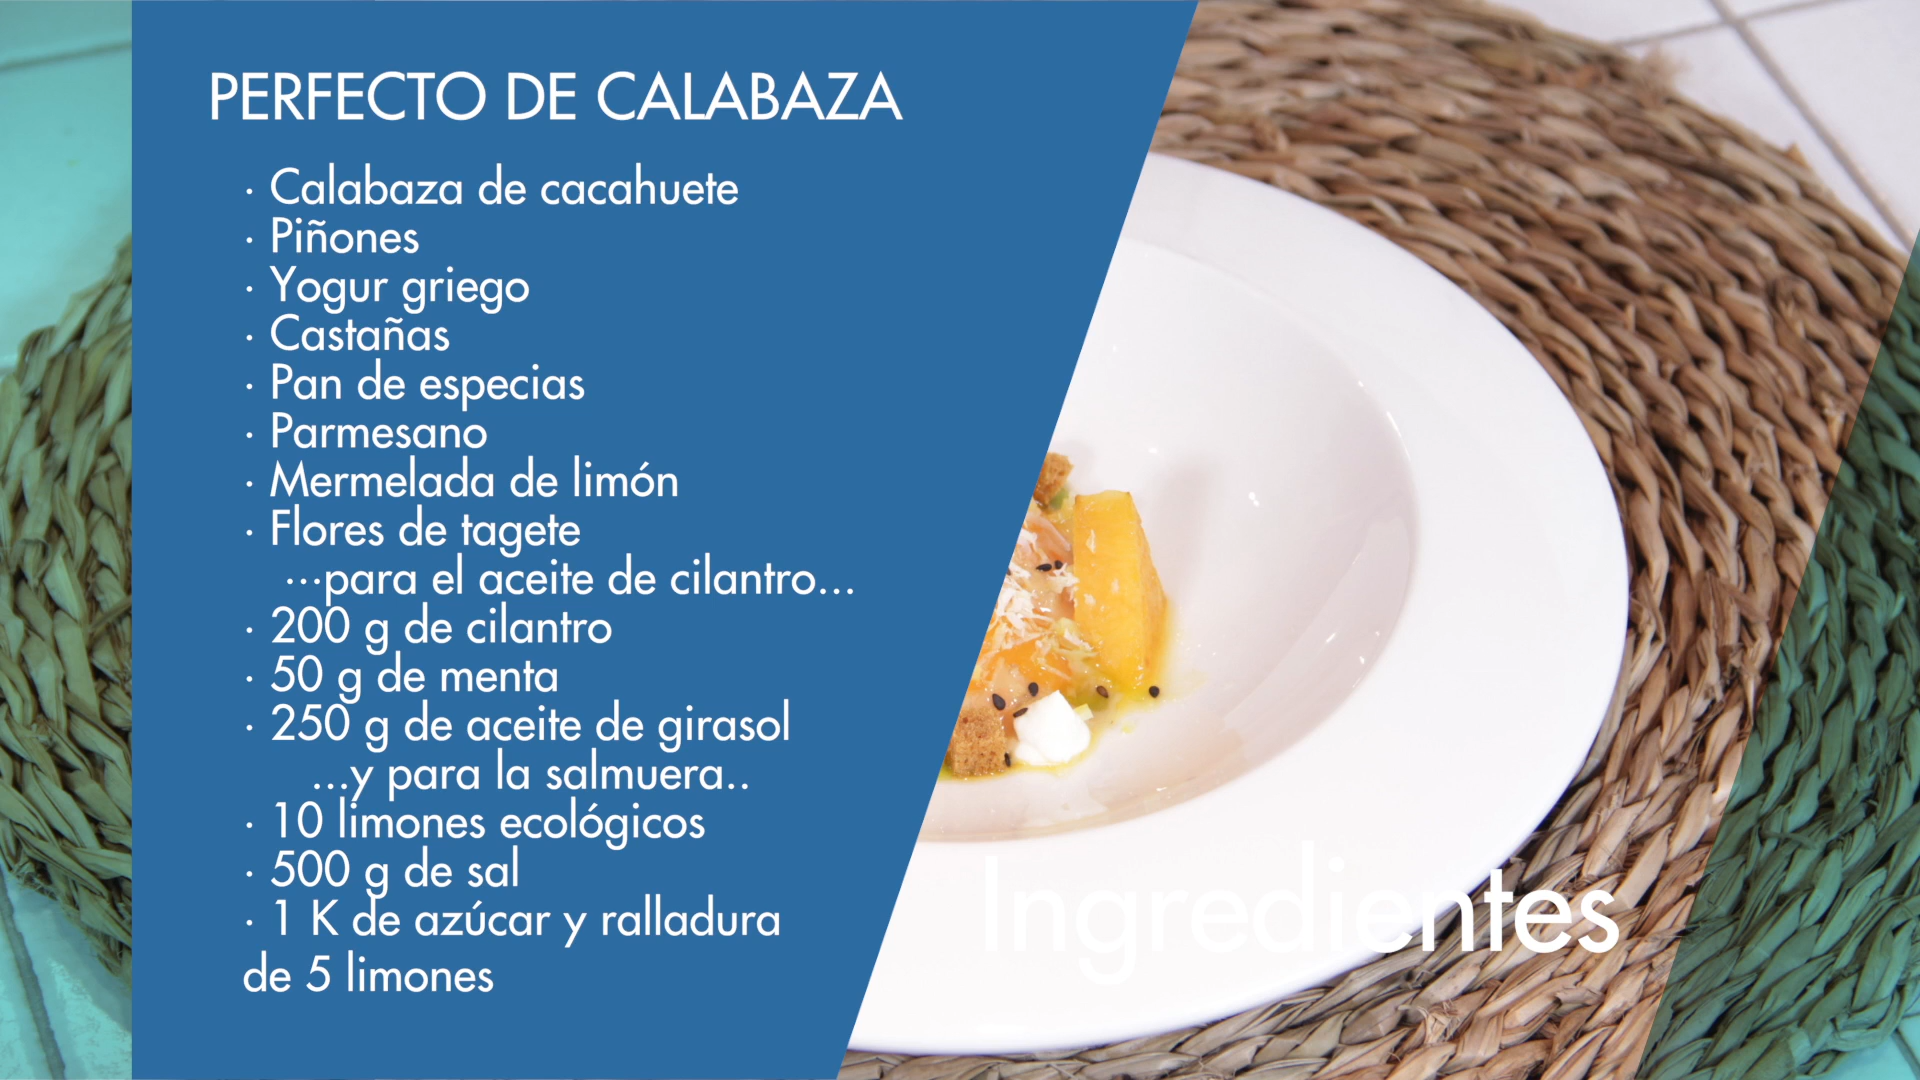 PERFECTO DE CALABAZA
· Calabaza de cacahuete
· Piñones
· Yogur griego
· Castañas
· Pan de especias
· Parmesano
· Mermelada de limón
· Flores de tagete
...para el aceite de cilantro...
· 200 g de cilantro
· 50 g de menta
· 250 g de aceite de girasol
...y para la salmuera..
· 10 limones ecológicos
· 500 g de sal
· 1 K de azúcar y ralladura
de 5 limones
Ingredientes